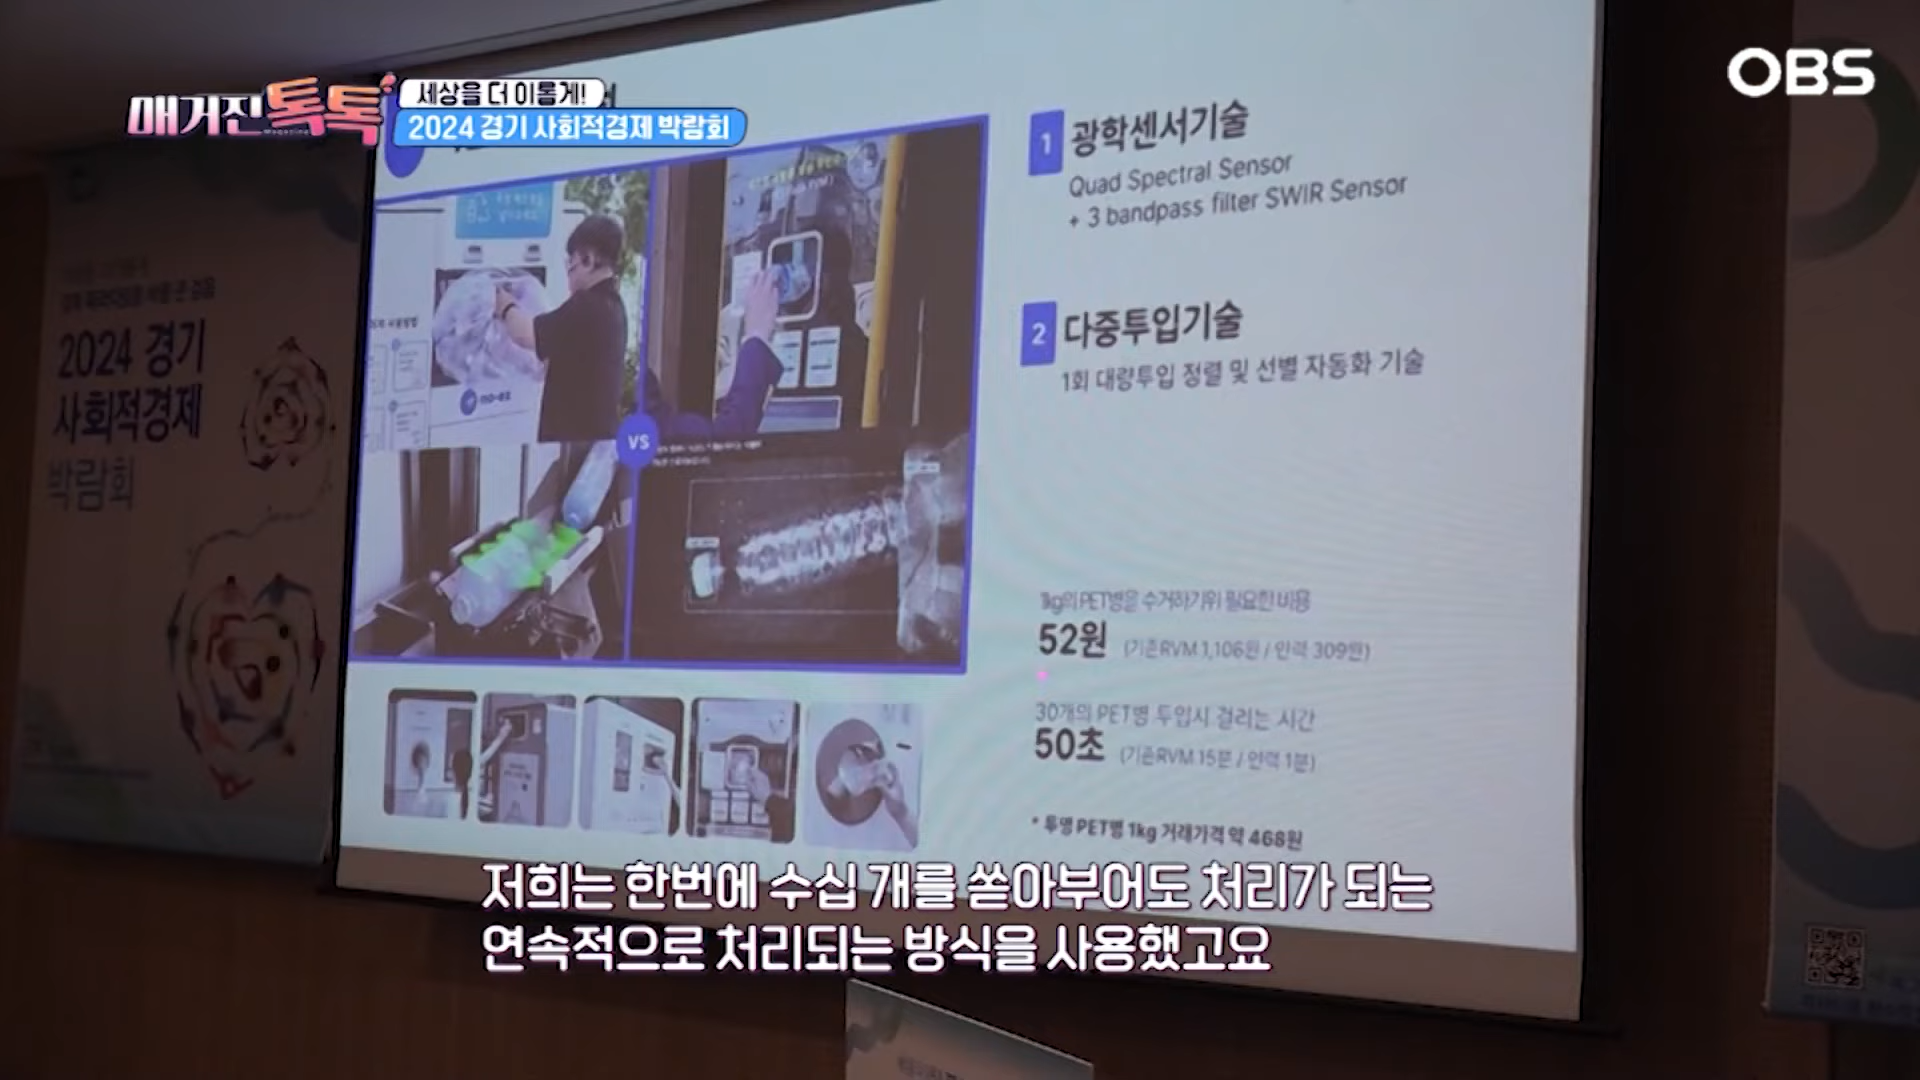 OBS
매거진 톡톡
세상을 더 이롭게!
2024 경기 사회적경제 박람회
2024 경기
사회적경제
박람회
VS
1 광학센서기술
Quad Spectral Sensor
+ 3 bandpass filter SWIR Sensor
2 다중투입기술
1회 대량투입 정렬 및 선별 자동화 기술
1kg의 PET병을 수거하기위 필요한 비용
52원 (기존RVM 1,106원 / 인력 309원)
30개의 PET병 투입시 걸리는 시간
50초 (기존RVM 15분 / 인력 1분)
* 투명 PET병 1kg 거래가격 약 468원
저희는 한번에 수십 개를 쏟아부어도 처리가 되는
연속적으로 처리되는 방식을 사용했고요